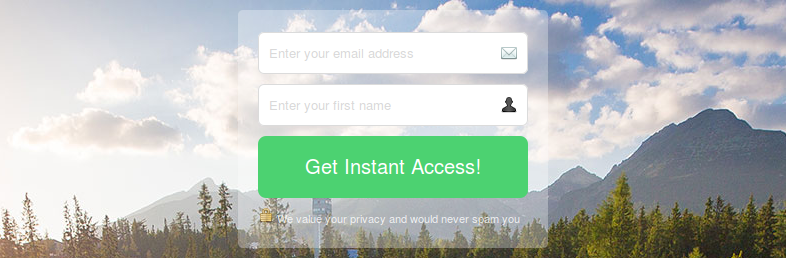 Enter your email address
Enter your first name
Get Instant Access!
We value your privacy and would never spam you